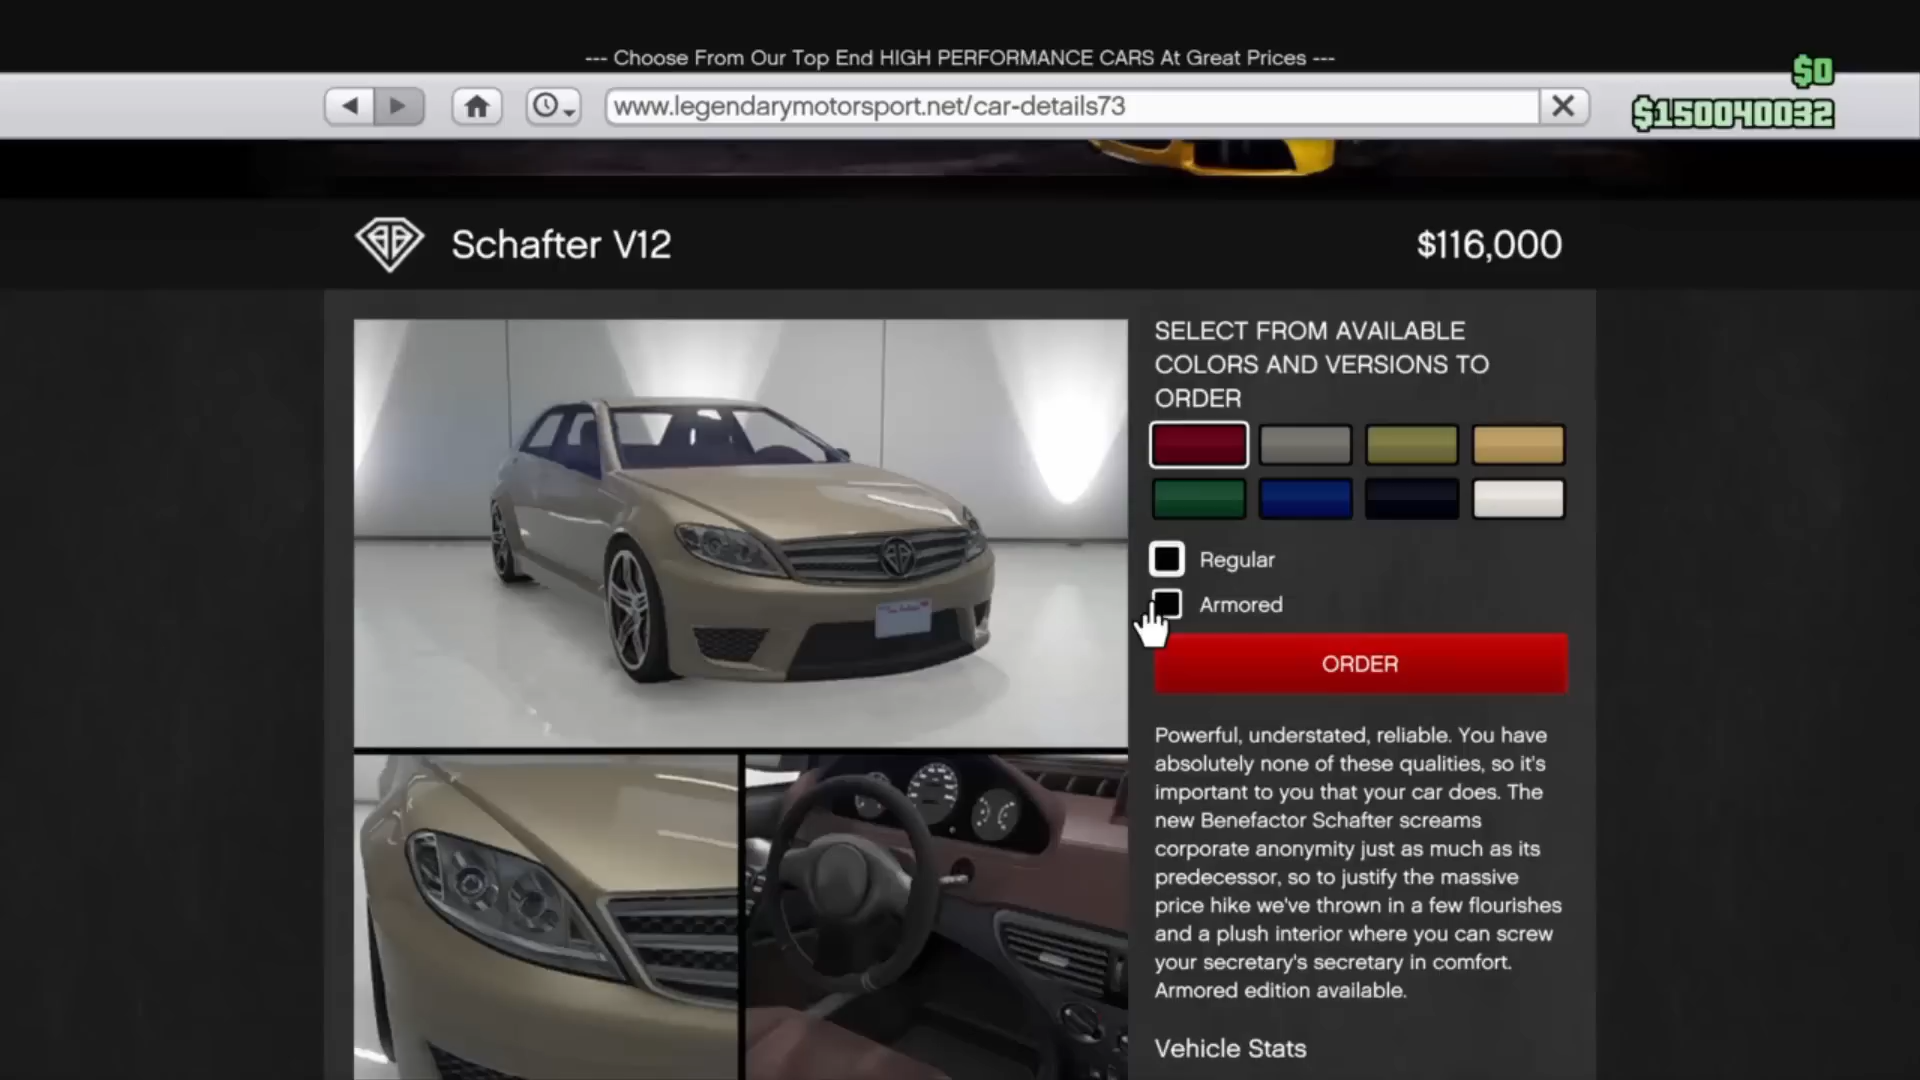 --- Choose From Our Top End HIGH PERFORMANCE CARS At Great Prices ---
$0
www.legendarymotorsport.net/car-details73
$150040032
Schafter V12
$116,000
SELECT FROM AVAILABLE
COLORS AND VERSIONS TO
ORDER
Regular
Armored
ORDER
Powerful, understated, reliable. You have
absolutely none of these qualities, so it's
important to you that your car does. The
new Benefactor Schafter screams
corporate anonymity just as much as its
predecessor, so to justify the massive
price hike we've thrown in a few flourishes
and a plush interior where you can screw
your secretary's secretary in comfort.
Armored edition available.
Vehicle Stats